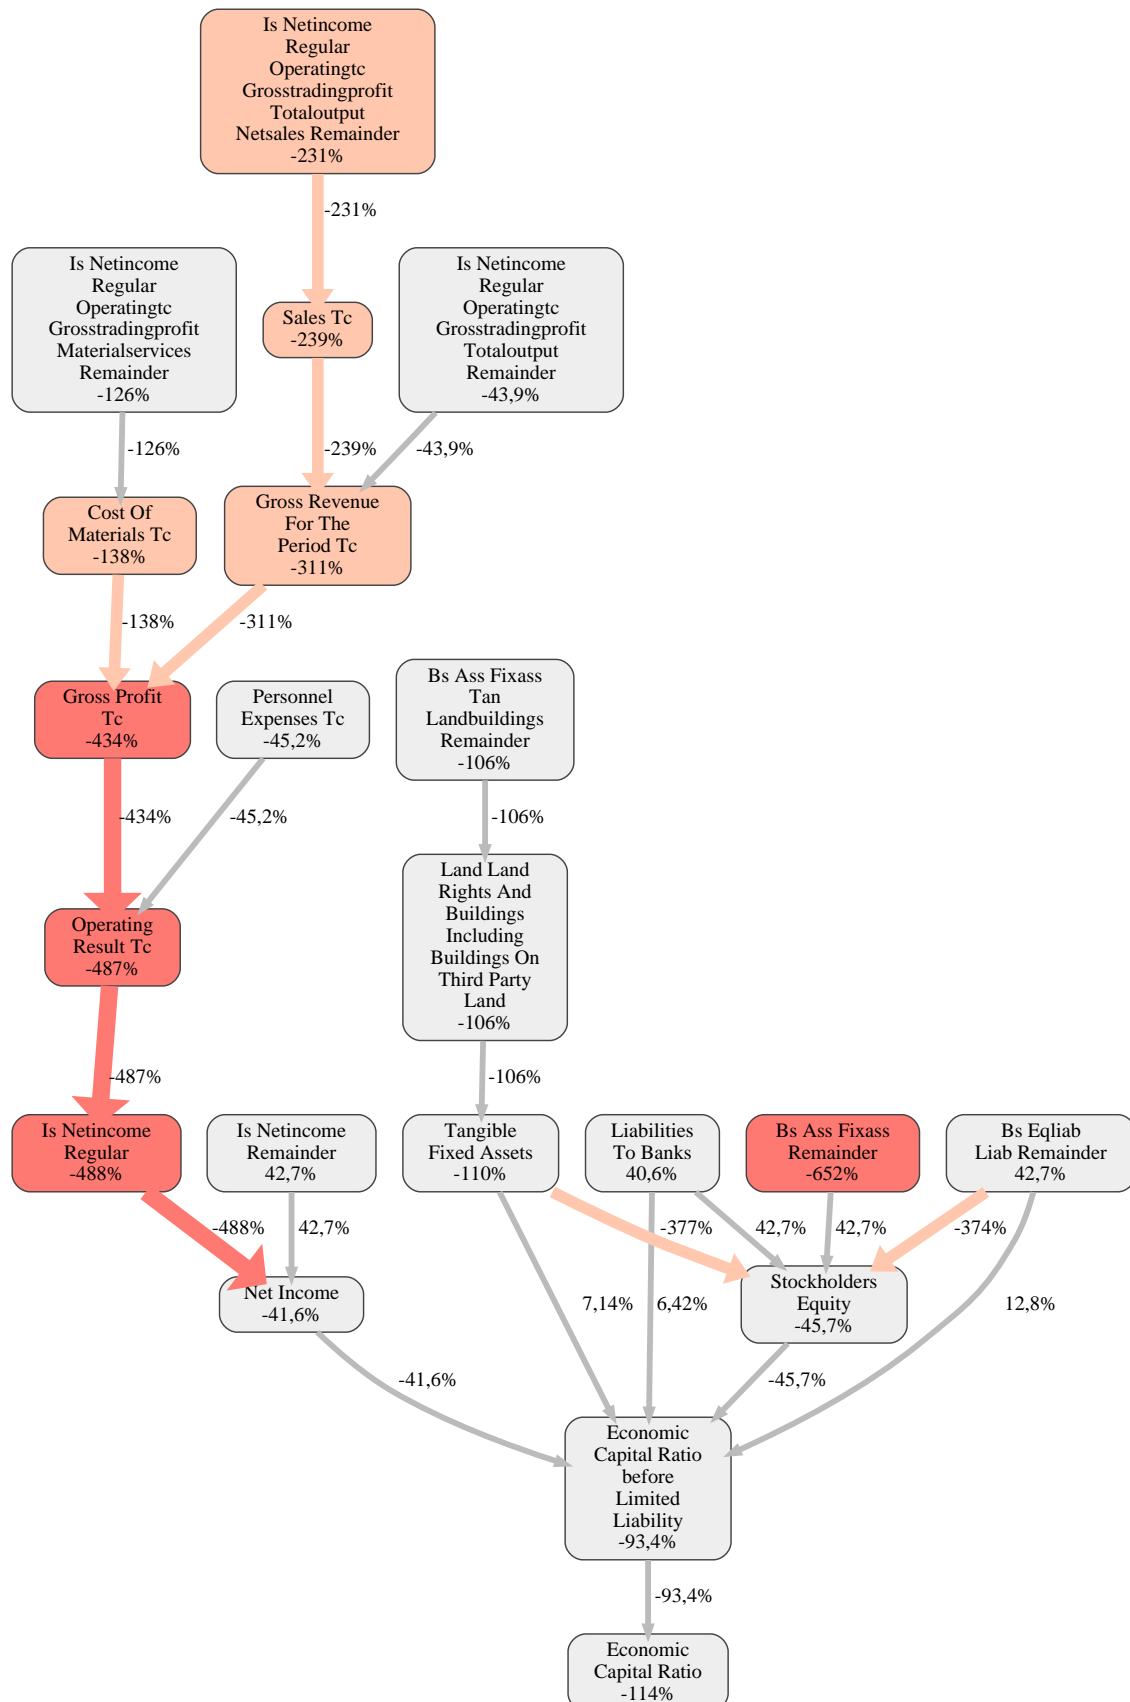 Is Netincome
Regular
Operatingtc
Grosstradingprofit
Totaloutput
Netsales Remainder
-231%
-231%
Is Netincome
Regular
Operatingtc
Grosstradingprofit
Materialservices
Remainder
-126%
Sales Tc
-239%
Is Netincome
Regular
Operatingtc
Grosstradingprofit
Totaloutput
Remainder
-43,9%
-126%
-239%
-43,9%
Cost Of
Materials Tc
-138%
Gross Revenue
For The
Period Tc
-311%
-138%
-311%
Gross Profit
Tc
-434%
Personnel
Expenses Tc
-45,2%
Bs Ass Fixass
Tan
Landbuildings
Remainder
-106%
-434%
-45,2%
-106%
Operating
Result Tc
-487%
Land Land
Rights And
Buildings
Including
Buildings On
Third Party
Land
-106%
-487%
-106%
Is Netincome
Regular
-488%
Is Netincome
Remainder
42,7%
Tangible
Fixed Assets
-110%
Liabilities
To Banks
40,6%
Bs Ass Fixass
Remainder
-652%
Bs Eqliab
Liab Remainder
42,7%
-488%
42,7%
-377%
42,7%
42,7%
-374%
Net Income
-41,6%
7,14%
6,42%
Stockholders
Equity
-45,7%
12,8%
-41,6%
-45,7%
Economic
Capital Ratio
before
Limited
Liability
-93,4%
-93,4%
Economic
Capital Ratio
-114%